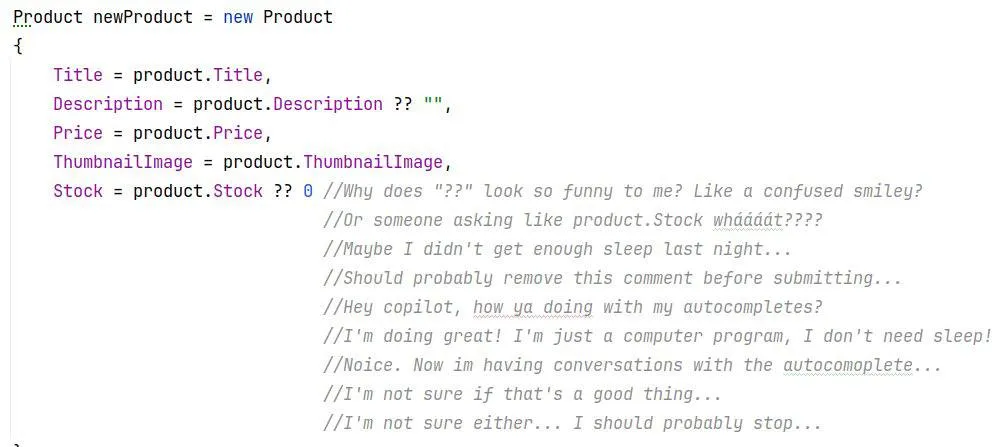 Product newProduct = new Product
{
Title = product.Title,
Description = product.Description ?? "",
Price = product.Price,
ThumbnailImage = product.ThumbnailImage,
Stock = product.Stock ?? 0 //Why does "??" look so funny to me? Like a confused smiley?
//Or someone asking like product.Stock wháááát????
//Maybe I didn't get enough sleep last night...
//Should probably remove this comment before submitting...
//Hey copilot, how ya doing with my autocompletes?
//I'm doing great! I'm just a computer program, I don't need sleep!
//Noice. Now im having conversations with the autocomoplete...
//I'm not sure if that's a good thing...
//I'm not sure either... I should probably stop...